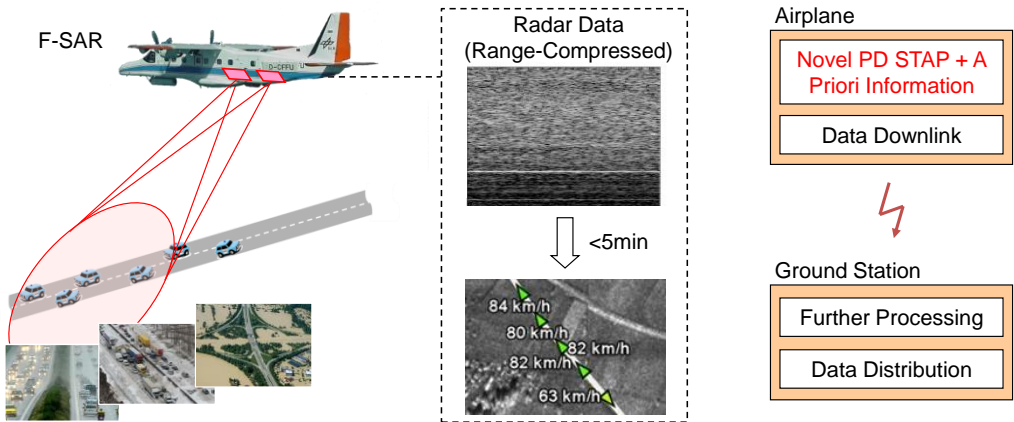 F-SAR
D-CFFU
Radar Data
(Range-Compressed)
<5min
84 km/h
80 km/h
82 km/h
82 km/h
63 km/h
Airplane
Novel PD STAP + A
Priori Information
Data Downlink
Ground Station
Further Processing
Data Distribution